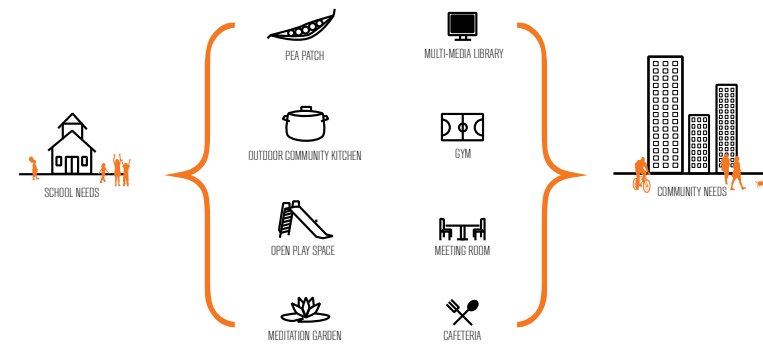 PEA PATCH
MULTI-MEDIA LIBRARY
OUTDOOR COMMUNITY KITCHEN
GYM
SCHOOL NEEDS
COMMUNITY NEEDS
OPEN PLAY SPACE
MEETING ROOM
MEDITATION GARDEN
CAFETERIA